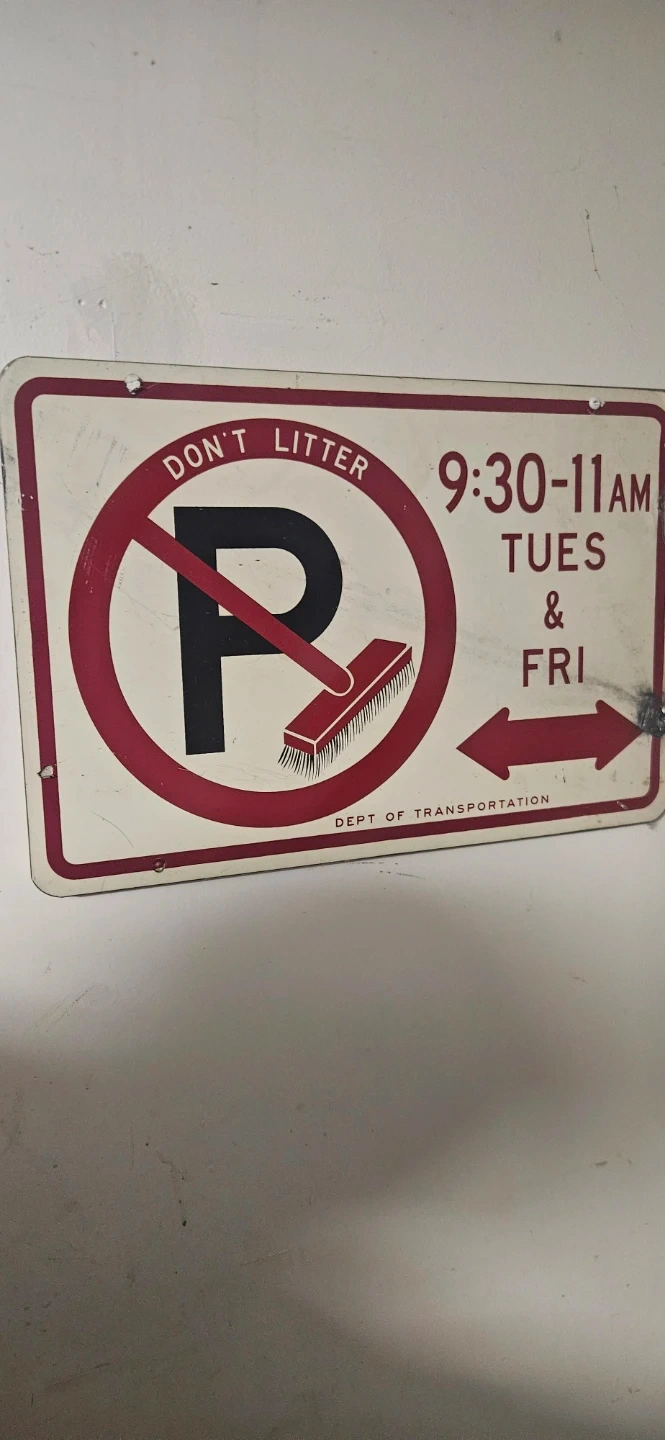 DON'T LITTER
P
9:30-11AM
TUES
&
FRI
DEPT OF TRANSPORTATION